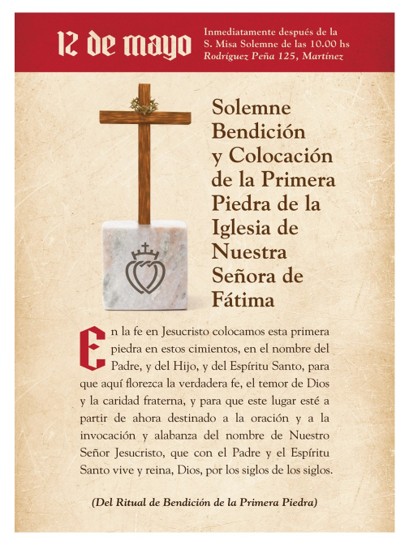 12 de mayo
Inmediatamente después de la
S. Misa Solemne de las 10.00 hs
Rodríguez Peña 125, Martínez
Solemne
Bendición
y Colocación
de la Primera
Piedra de la
Iglesia de
Nuestra
Señora de
Fátima
En la fe en Jesucristo colocamos esta primera
piedra en estos cimientos, en el nombre del
Padre, y del Hijo, y del Espíritu Santo, para
que aquí florezca la verdadera fe, el temor de Dios
y la caridad fraterna, y para que este lugar esté a
partir de ahora destinado a la oración y a la
invocación y alabanza del nombre de Nuestro
Señor Jesucristo, que con el Padre y el Espíritu
Santo vive y reina, Dios, por los siglos de los siglos.
(Del Ritual de Bendición de la Primera Piedra)